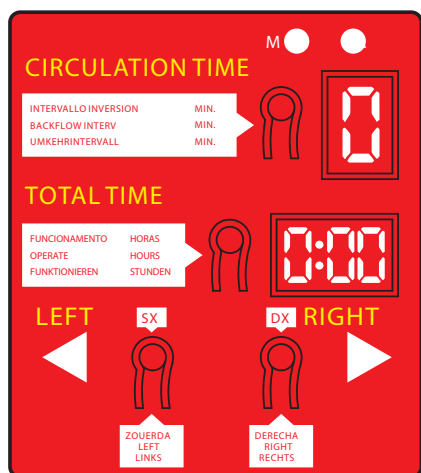 M
CIRCULATION TIME
INTERVALLO INVERSION MIN.
BACKFLOW INTERV MIN.
UMKEHRINTERVALL MIN.
0
TOTAL TIME
FUNCIONAMENTO HORAS
OPERATE HOURS
FUNKTIONIEREN STUNDEN
0:00
LEFT SX DX RIGHT
ZOUERDA DERECHA
LEFT RIGHT
LINKS RECHTS